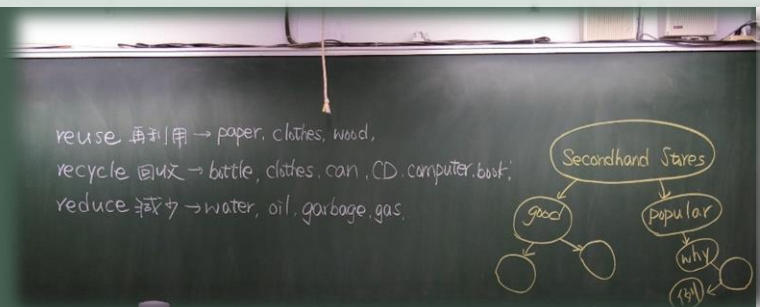 reuse 再利用 → paper, clothes, wood,
recycle 回收 → bottle, clothes, can, CD. computer. book,
reduce 減少 → water, oil, garbage, gas,
Secondhand Stores
good
popular
why
例